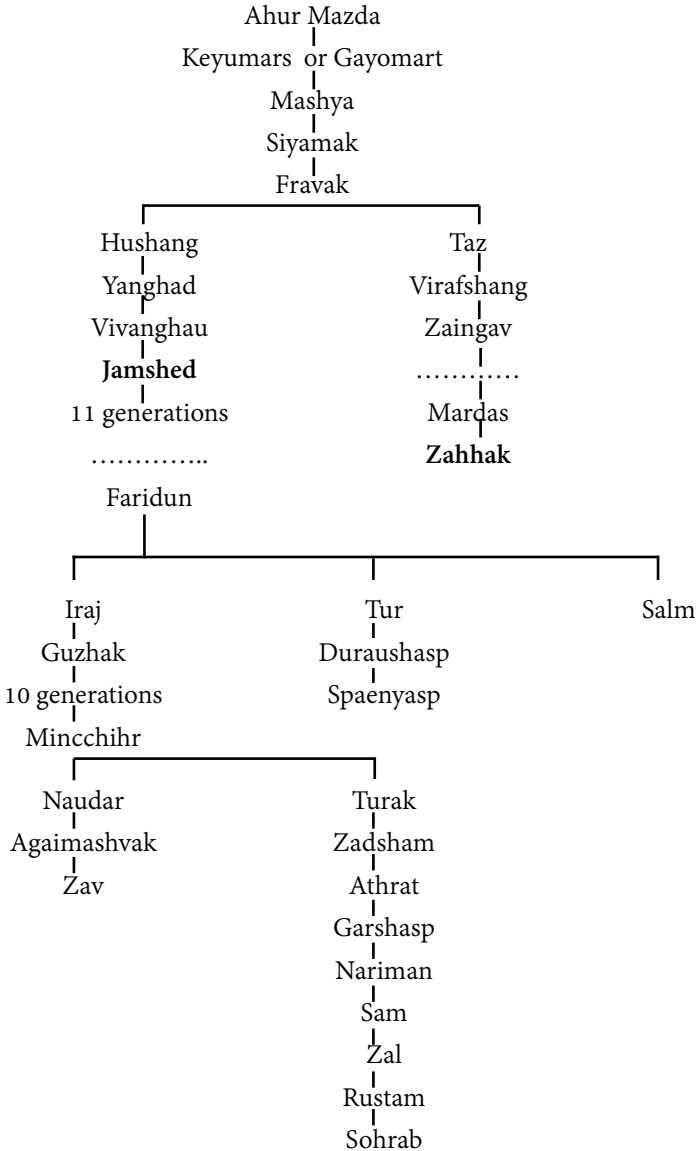 Ahur Mazda
Keyumars or Gayomart
Mashya
Siyamak
Fravak
Hushang Taz
Yanghad Virafshang
Vivanghau Zaingav
Jamshed …………
11 generations Mardas
………….. Zahhak
Faridun
Iraj Tur Salm
Guzhak Duraushasp
10 generations Spaenyasp
Mincchihr
Naudar Turak
Agaimashvak Zadsham
Zav Athrat
Garshasp
Nariman
Sam
Zal
Rustam
Sohrab